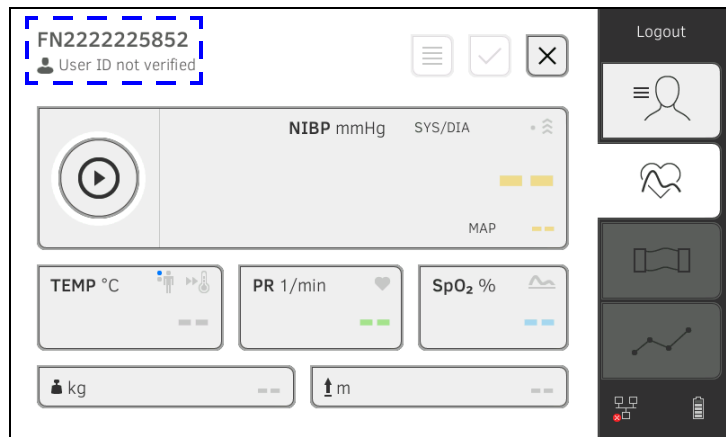 FN2222225852
User ID not verified
Logout
NIBP mmHg SYS/DIA
-- --
MAP --
TEMP °C
--
PR 1/min
--
SpO₂ %
--
kg --
m --